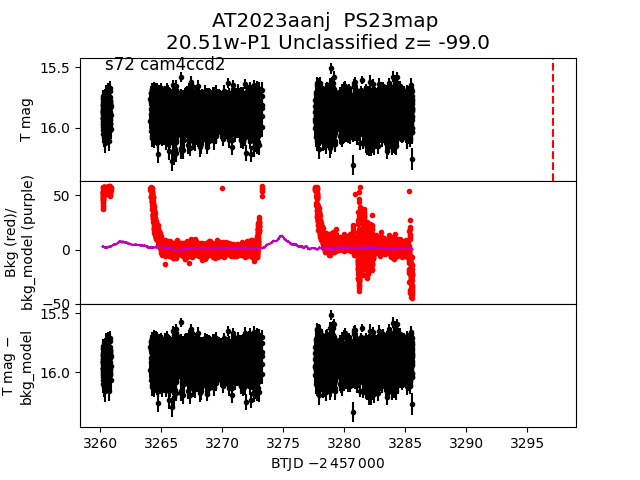 AT2023aanj  PS23map
20.51w-P1 Unclassified z= -99.0
s72 cam4ccd2
15.5
16.0
T mag
50
0
−50
Bkg (red)/
bkg_model (purple)
15.5
16.0
T mag −
bkg_model
3260 3265 3270 3275 3280 3285 3290 3295
BTJD −2 457 000